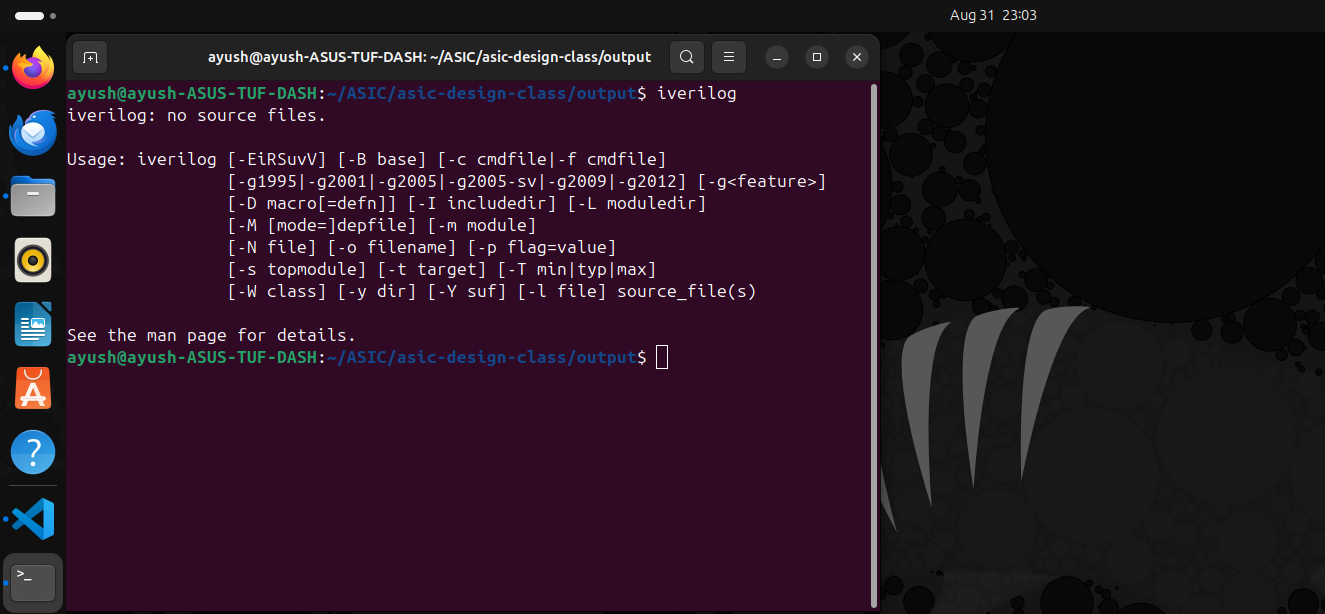 Aug 31 23:03
ayush@ayush-ASUS-TUF-DASH: ~/ASIC/asic-design-class/output
ayush@ayush-ASUS-TUF-DASH:~/ASIC/asic-design-class/output$ iverilog
iverilog: no source files.
Usage: iverilog [-EiRSuvV] [-B base] [-c cmdfile|-f cmdfile]
[-g1995|-g2001|-g2005|-g2005-sv|-g2009|-g2012] [-g<feature>]
[-D macro[=defn]] [-I includedir] [-L moduledir]
[-M [mode=]depfile] [-m module]
[-N file] [-o filename] [-p flag=value]
[-s topmodule] [-t target] [-T min|typ|max]
[-W class] [-y dir] [-Y suf] [-l file] source_file(s)
See the man page for details.
ayush@ayush-ASUS-TUF-DASH:~/ASIC/asic-design-class/output$